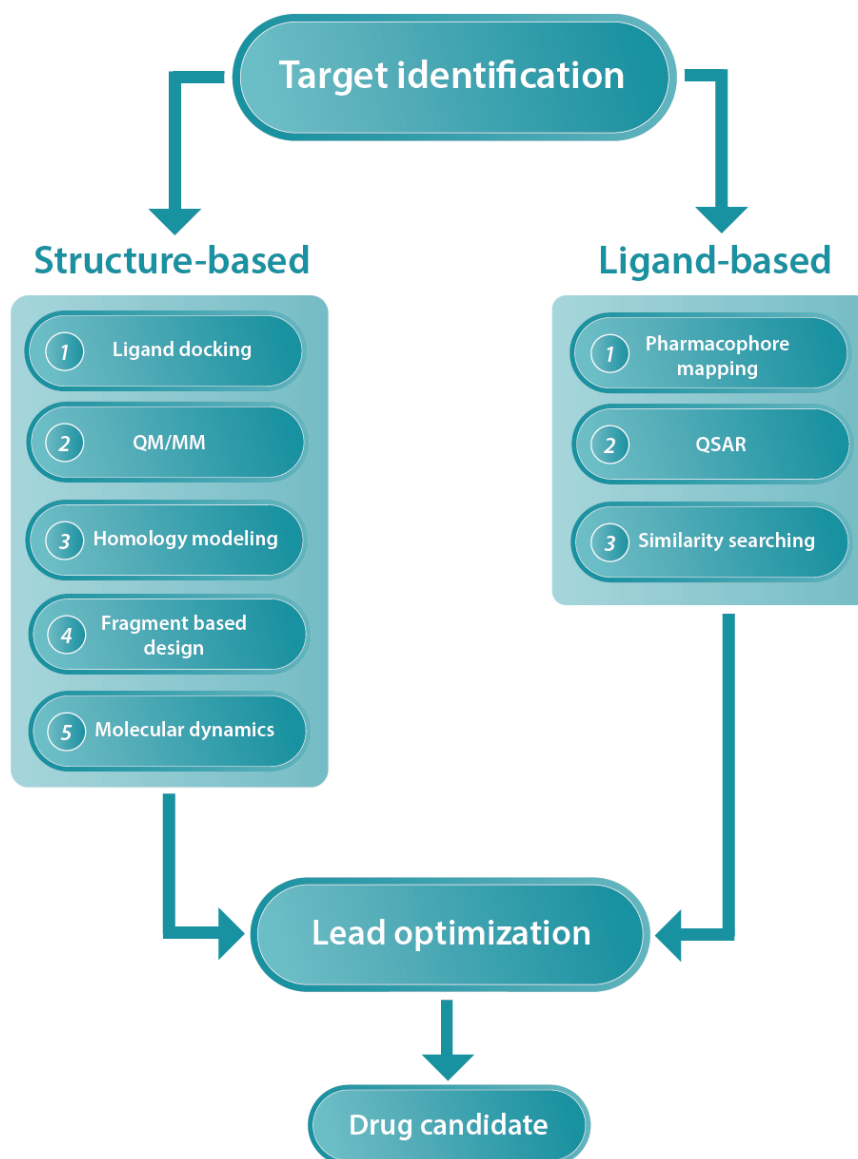 Target identification
Structure-based
1 Ligand docking
2 QM/MM
3 Homology modeling
4 Fragment based
design
5 Molecular dynamics
Ligand-based
1 Pharmacophore
mapping
2 QSAR
3 Similarity searching
Lead optimization
Drug candidate